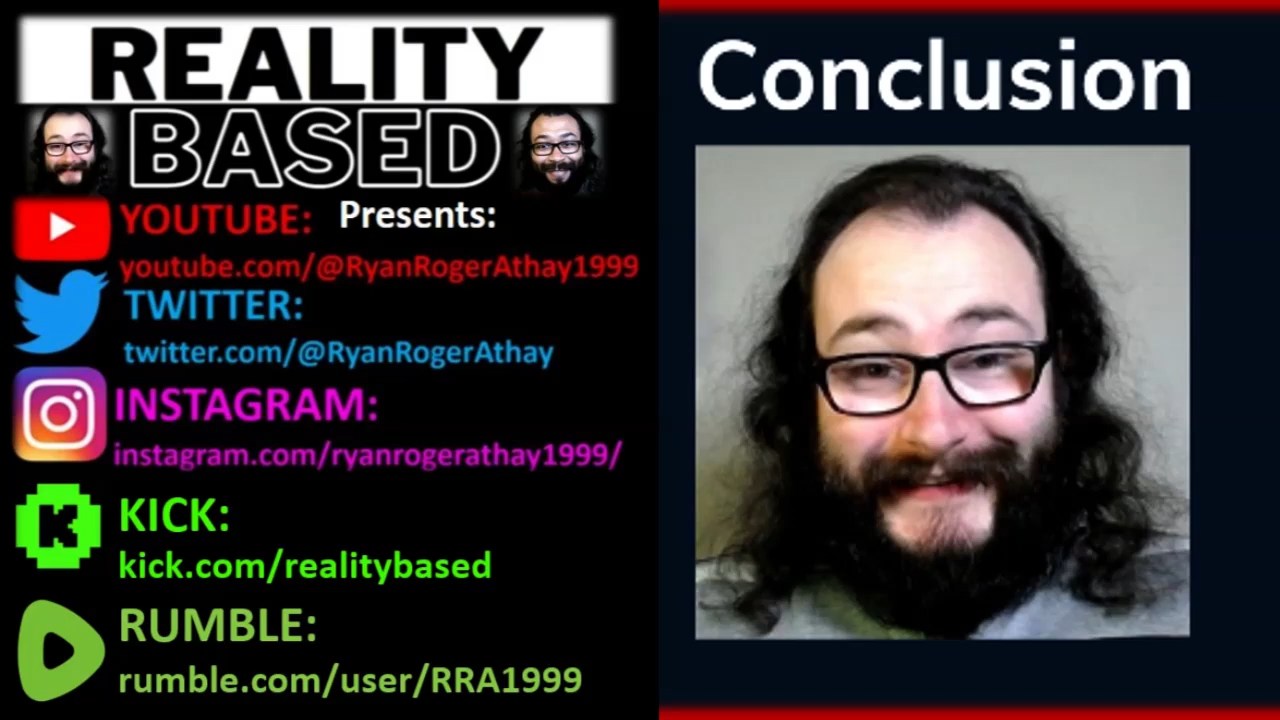 REALITY
BASED
Presents:
YOUTUBE:
youtube.com/@RyanRogerAthay1999
TWITTER:
twitter.com/@RyanRogerAthay
INSTAGRAM:
instagram.com/ryanrogerathay1999/
K
KICK:
kick.com/realitybased
RUMBLE:
rumble.com/user/RRA1999
Conclusion